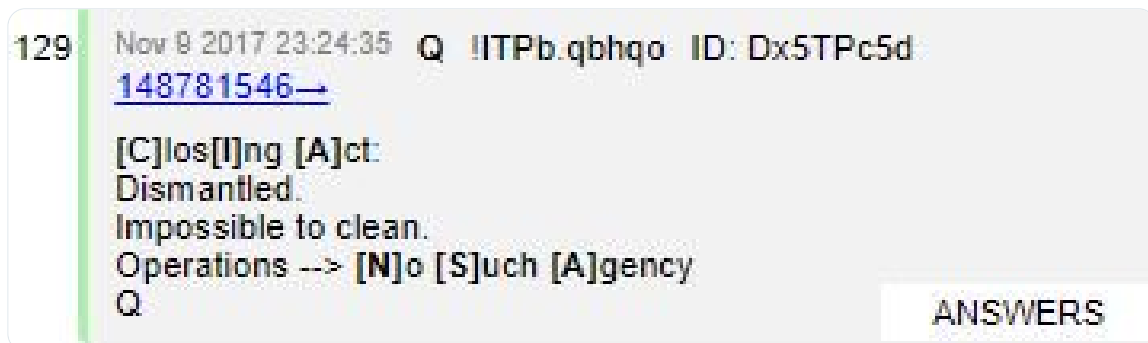 129 Nov 9 2017 23:24:35 Q !ITPb.qbhqo ID: Dx5TPc5d
148781546→
[C]los[I]ng [A]ct:
Dismantled.
Impossible to clean.
Operations --> [N]o [S]uch [A]gency
Q
ANSWERS